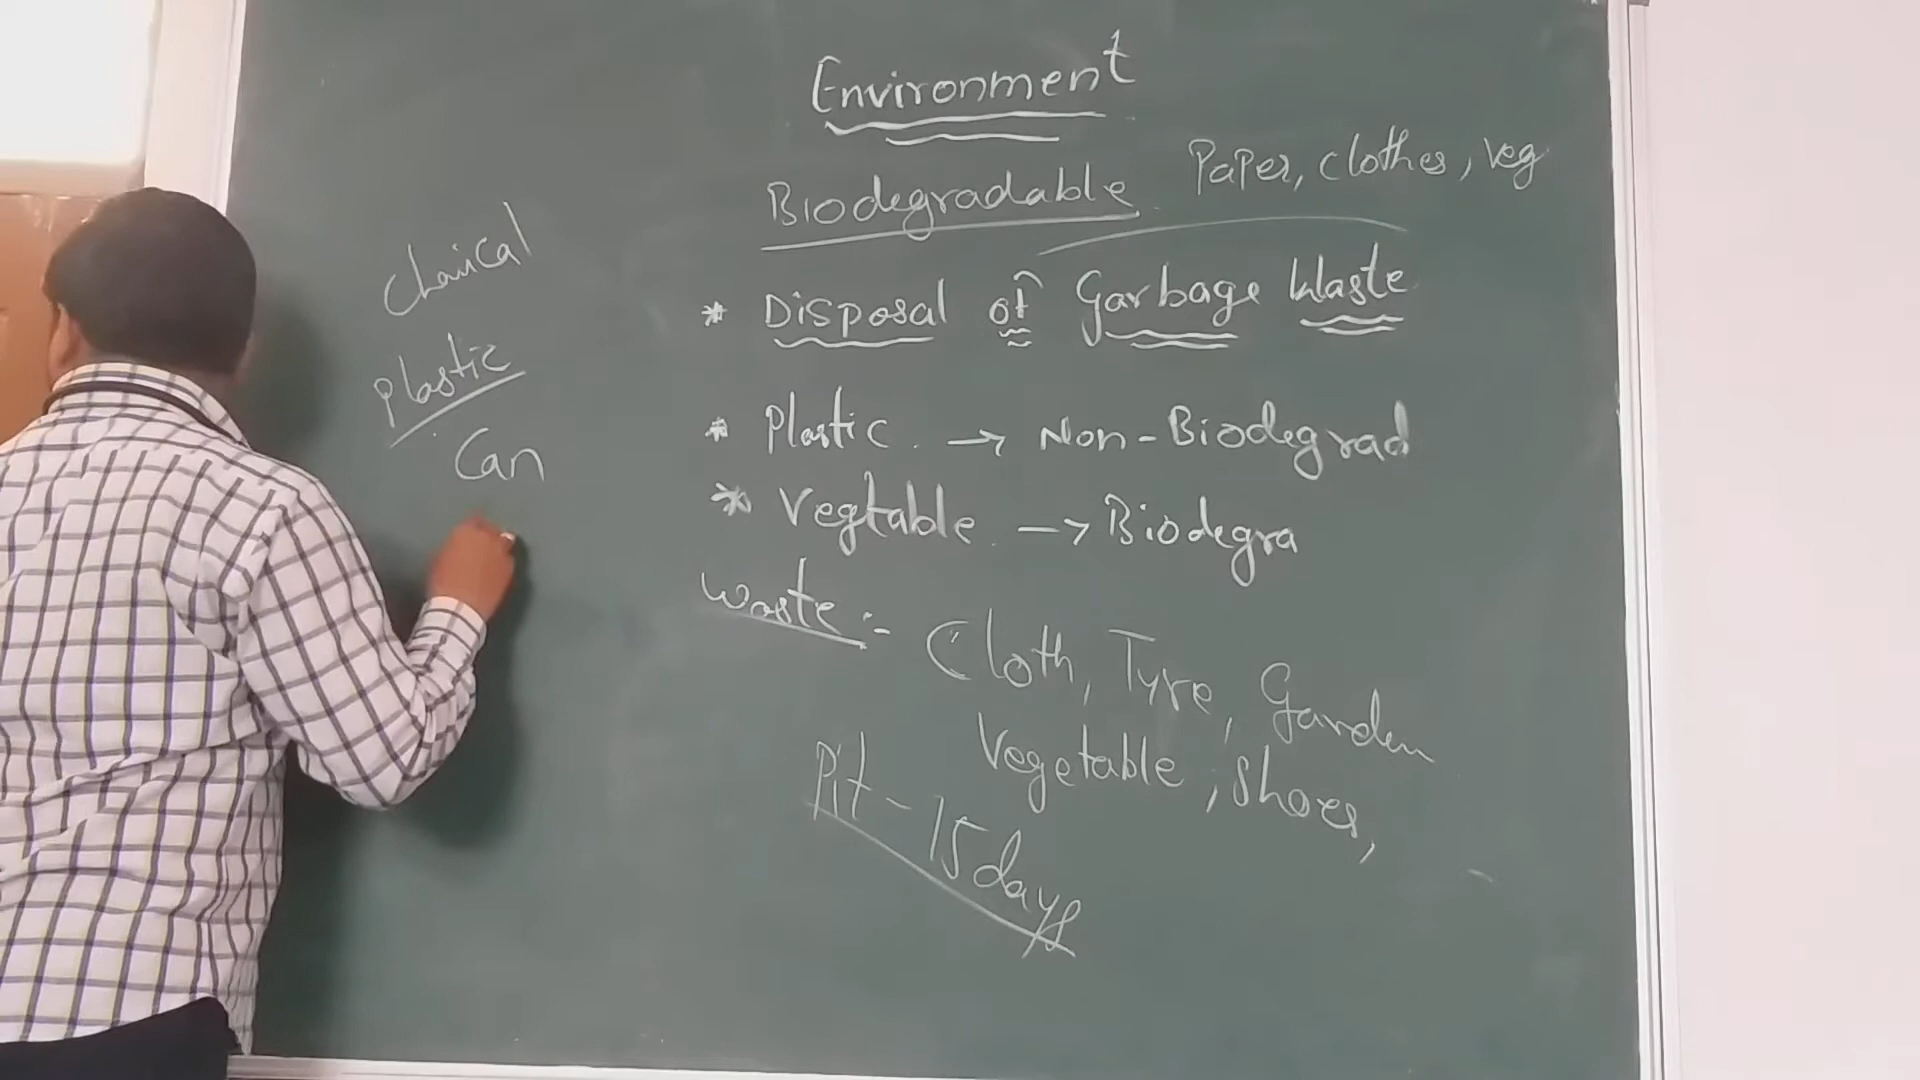 Environment
Biodegradable Paper, clothes, veg
* Disposal of Garbage Waste
* Plastic → Non-Biodegrad
* Vegtable → Biodegra
Waste:- Cloth, Tyre, Garden
Vegetable, Shoes,
Pit - 15 days
Chemical
Plastic
Can